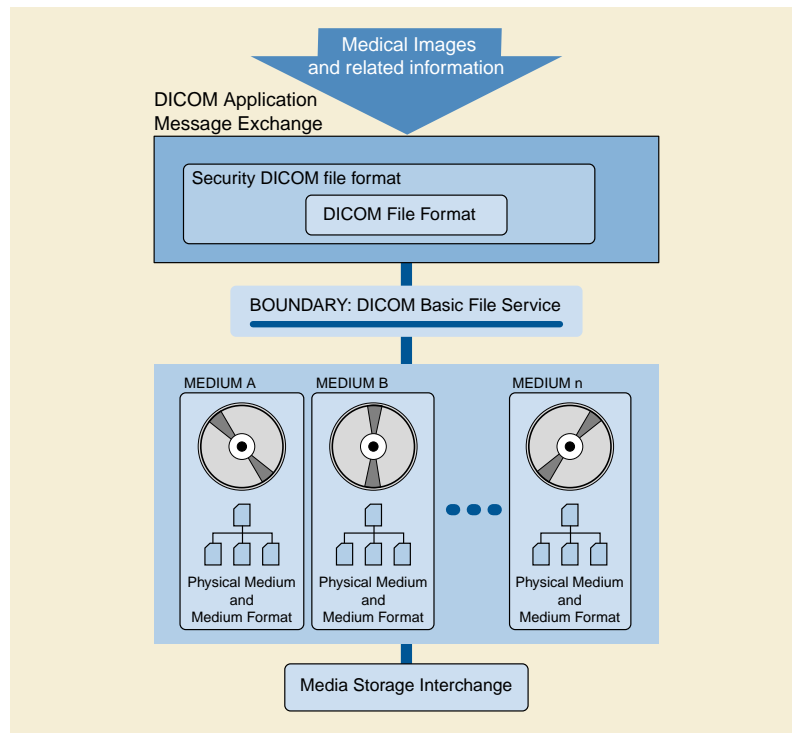 Medical Images
and related information
DICOM Application
Message Exchange
Security DICOM file format
DICOM File Format
BOUNDARY: DICOM Basic File Service
MEDIUM A
Physical Medium
and
Medium Format
MEDIUM B
Physical Medium
and
Medium Format
MEDIUM n
Physical Medium
and
Medium Format
Media Storage Interchange